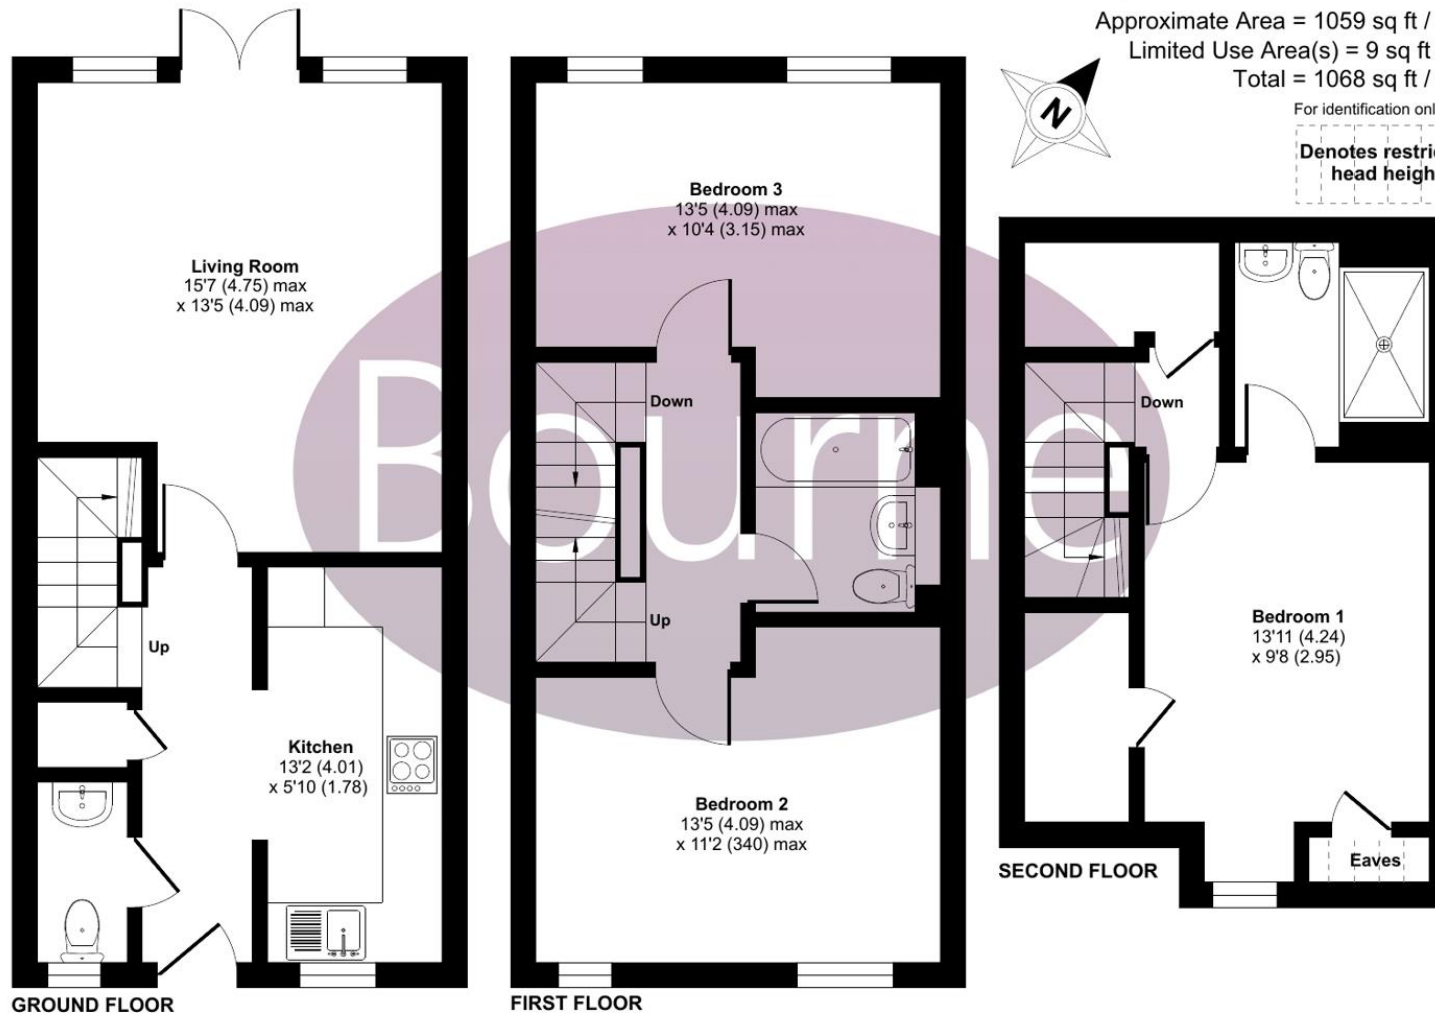 Approximate Area = 1059 sq ft /
Limited Use Area(s) = 9 sq ft
Total = 1068 sq ft /
For identification
Denotes
head
N
Living Room
15'7 (4.75) max
x 13'5 (4.09) max
Up
Kitchen
13'2 (4.01)
x 5'10 (1.78)
GROUND FLOOR
Bedroom 3
13'5 (4.09) max
x 10'4 (3.15) max
Down
Up
Bedroom 2
13'5 (4.09) max
x 11'2 (340) max
FIRST FLOOR
Down
Bedroom 1
13'11 (4.24)
x 9'8 (2.95)
Eaves
SECOND FLOOR
Bourne